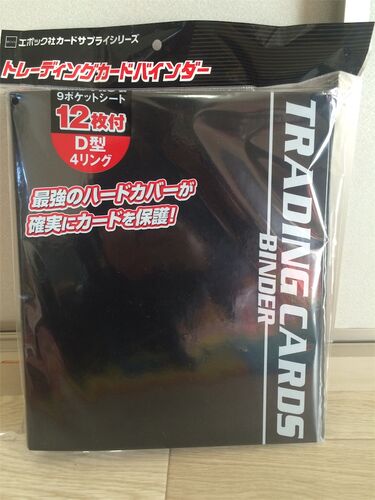 エポック社カードサプライシリーズ
トレーディングカードバインダー
9ポケットシート
12枚付
D型
4リング
最強のハードカバーが
確実にカードを保護!
TRADING CARDS
BINDER